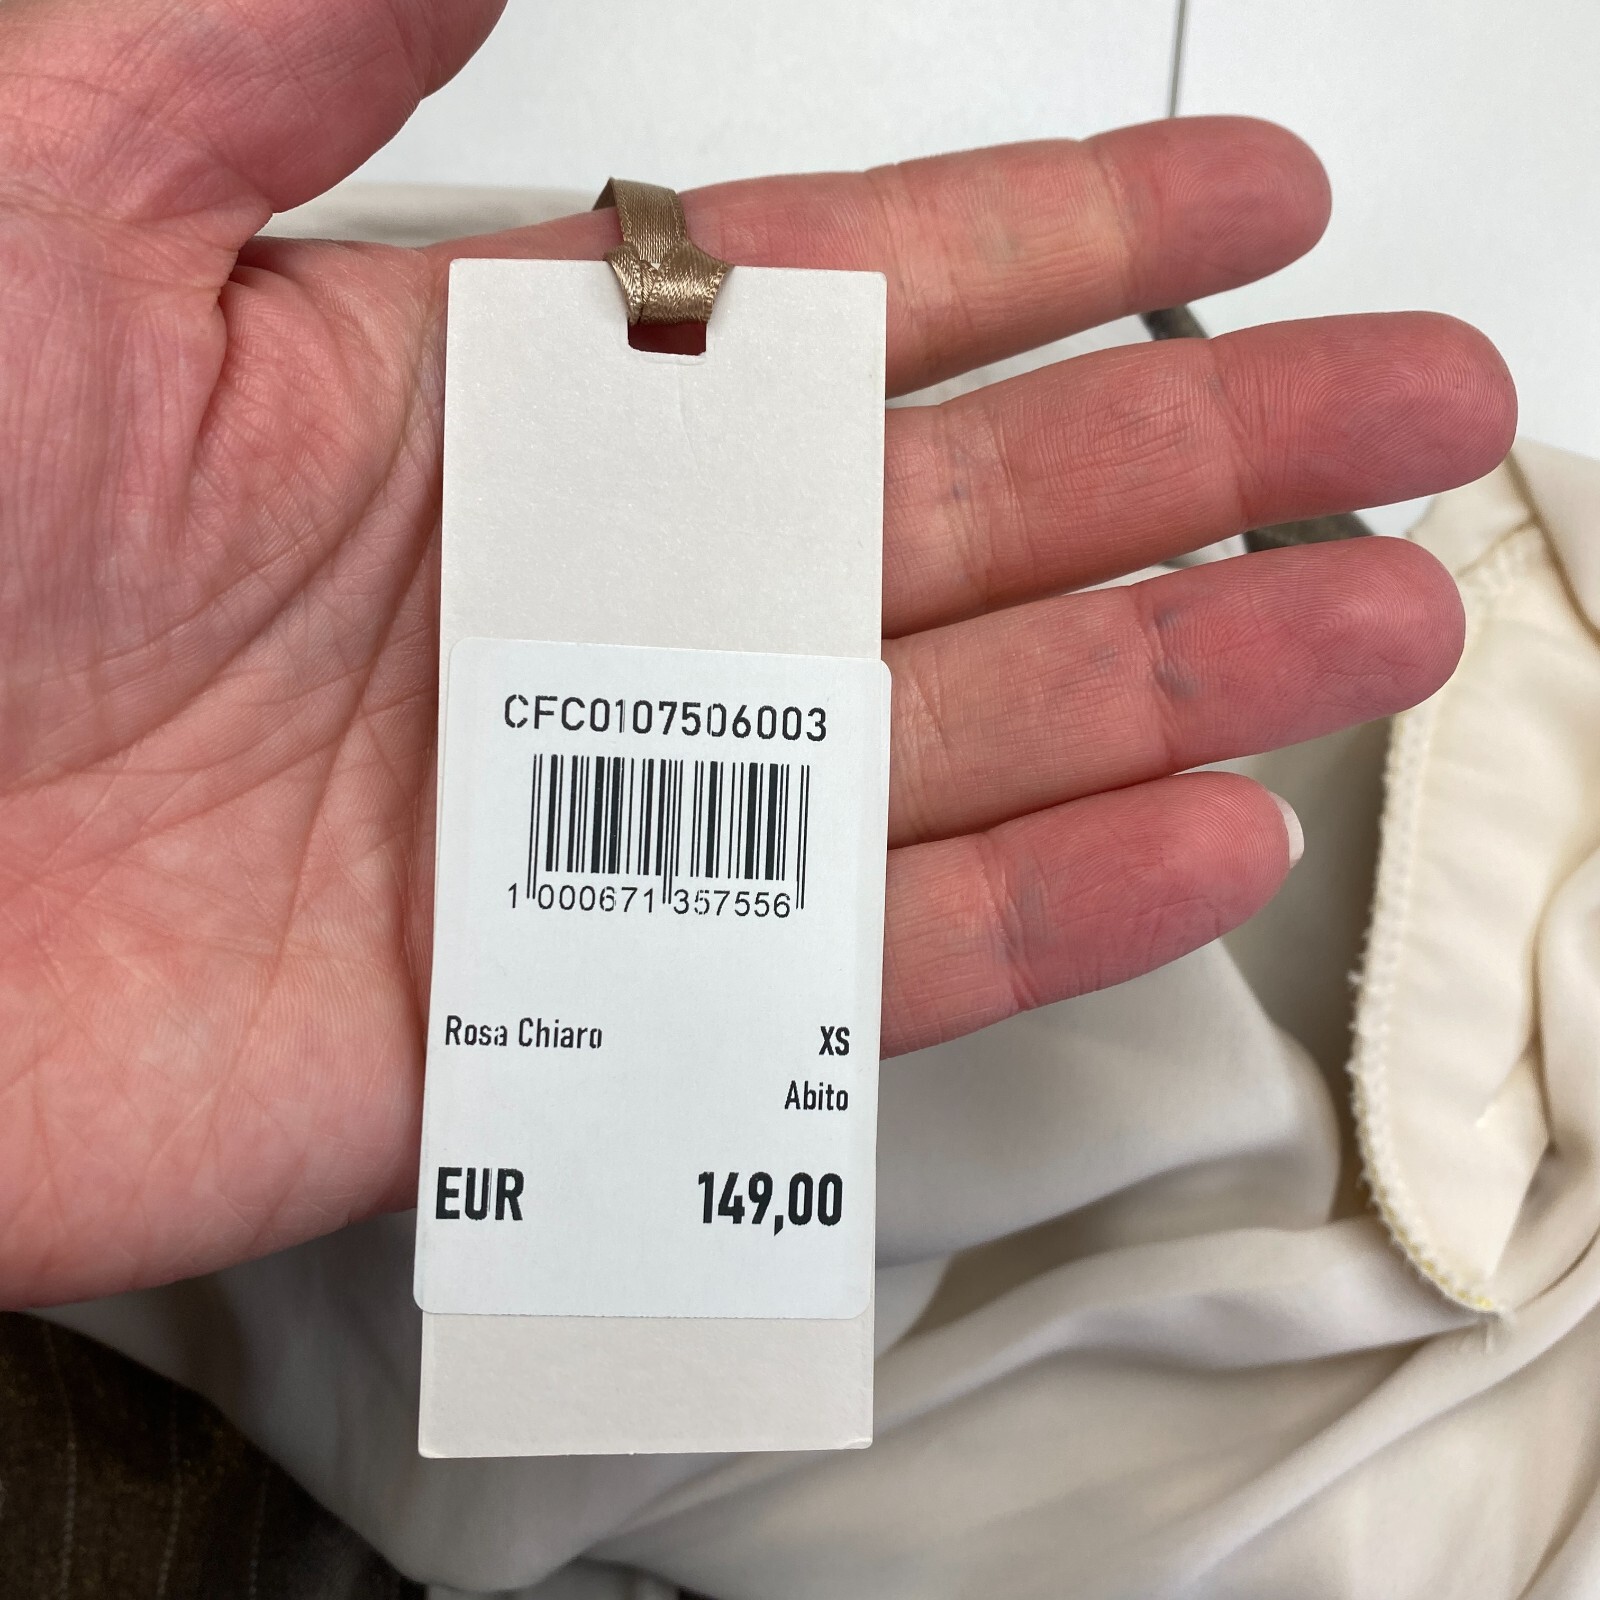 CFC0107506003
1 000671 357556
Rosa Chiaro XS
Abito
EUR 149,00